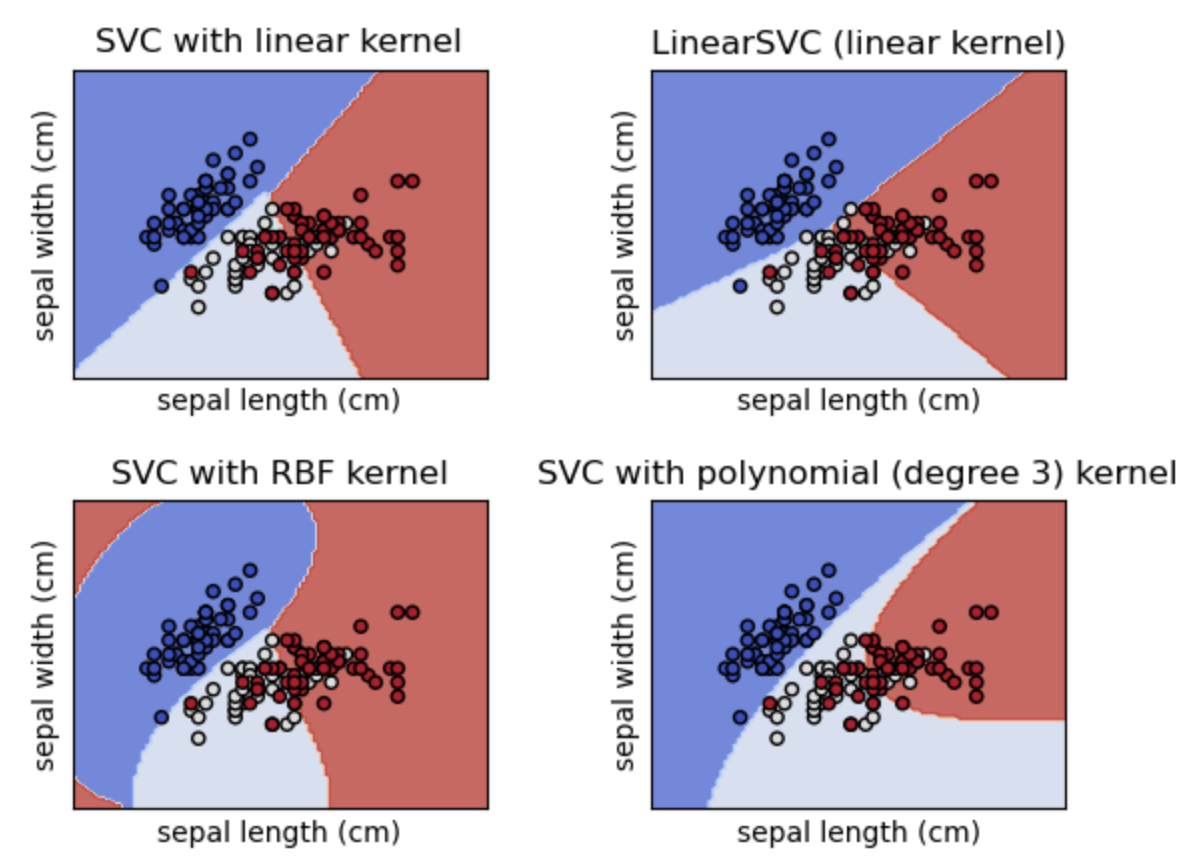 SVC with linear kernel
LinearSVC (linear kernel)
sepal width (cm)
sepal width (cm)
sepal length (cm)
sepal length (cm)
SVC with RBF kernel
SVC with polynomial (degree 3) kernel
sepal width (cm)
sepal width (cm)
sepal length (cm)
sepal length (cm)